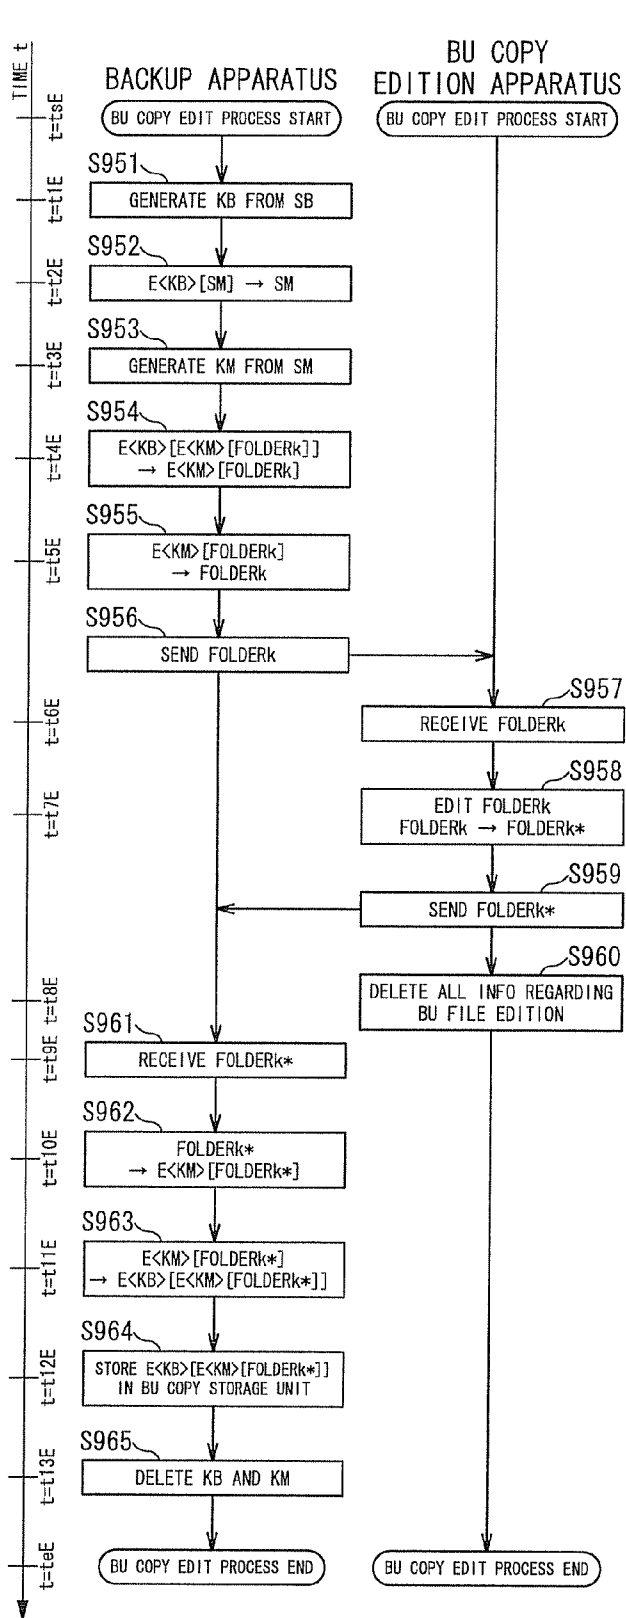 TIME t
BACKUP APPARATUS
BU COPY
EDITION APPARATUS
t=tsE
BU COPY EDIT PROCESS START
BU COPY EDIT PROCESS START
S951
t=t1E
GENERATE KB FROM SB
S952
t=t2E
E<KB>[SM] → SM
S953
t=t3E
GENERATE KM FROM SM
S954
t=t4E
E<KB>[E<KM>[FOLDERk]]
→ E<KM>[FOLDERk]
S955
t=t5E
E<KM>[FOLDERk]
→ FOLDERk
S956
SEND FOLDERk
S957
t=t6E
RECEIVE FOLDERk
S958
t=t7E
EDIT FOLDERk
FOLDERk → FOLDERk*
S959
SEND FOLDERk*
S960
t=t8E
DELETE ALL INFO REGARDING
BU FILE EDITION
S961
t=t9E
RECEIVE FOLDERk*
S962
t=t10E
FOLDERk*
→ E<KM>[FOLDERk*]
S963
t=t11E
E<KM>[FOLDERk*]
→ E<KB>[E<KM>[FOLDERk*]]
S964
t=t12E
STORE E<KB>[E<KM>[FOLDERk*]]
IN BU COPY STORAGE UNIT
S965
t=t13E
DELETE KB AND KM
t=teE
BU COPY EDIT PROCESS END
BU COPY EDIT PROCESS END